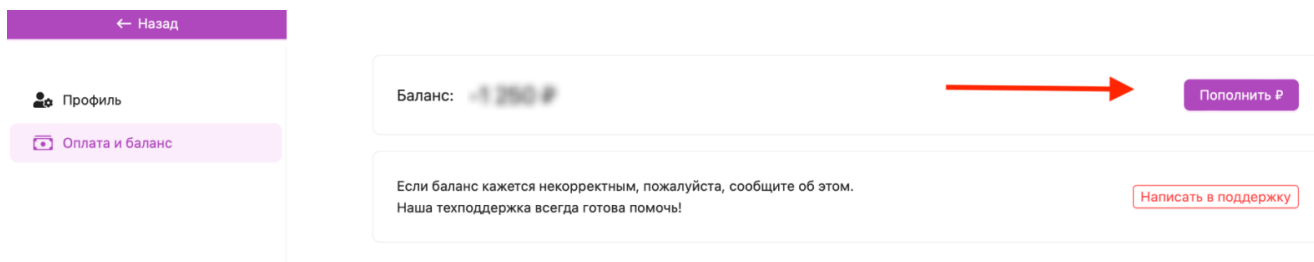 ← Назад
Профиль
Оплата и баланс
Баланс:
Пополнить ₽
Если баланс кажется некорректным, пожалуйста, сообщите об этом.
Наша техподдержка всегда готова помочь!
Написать в поддержку